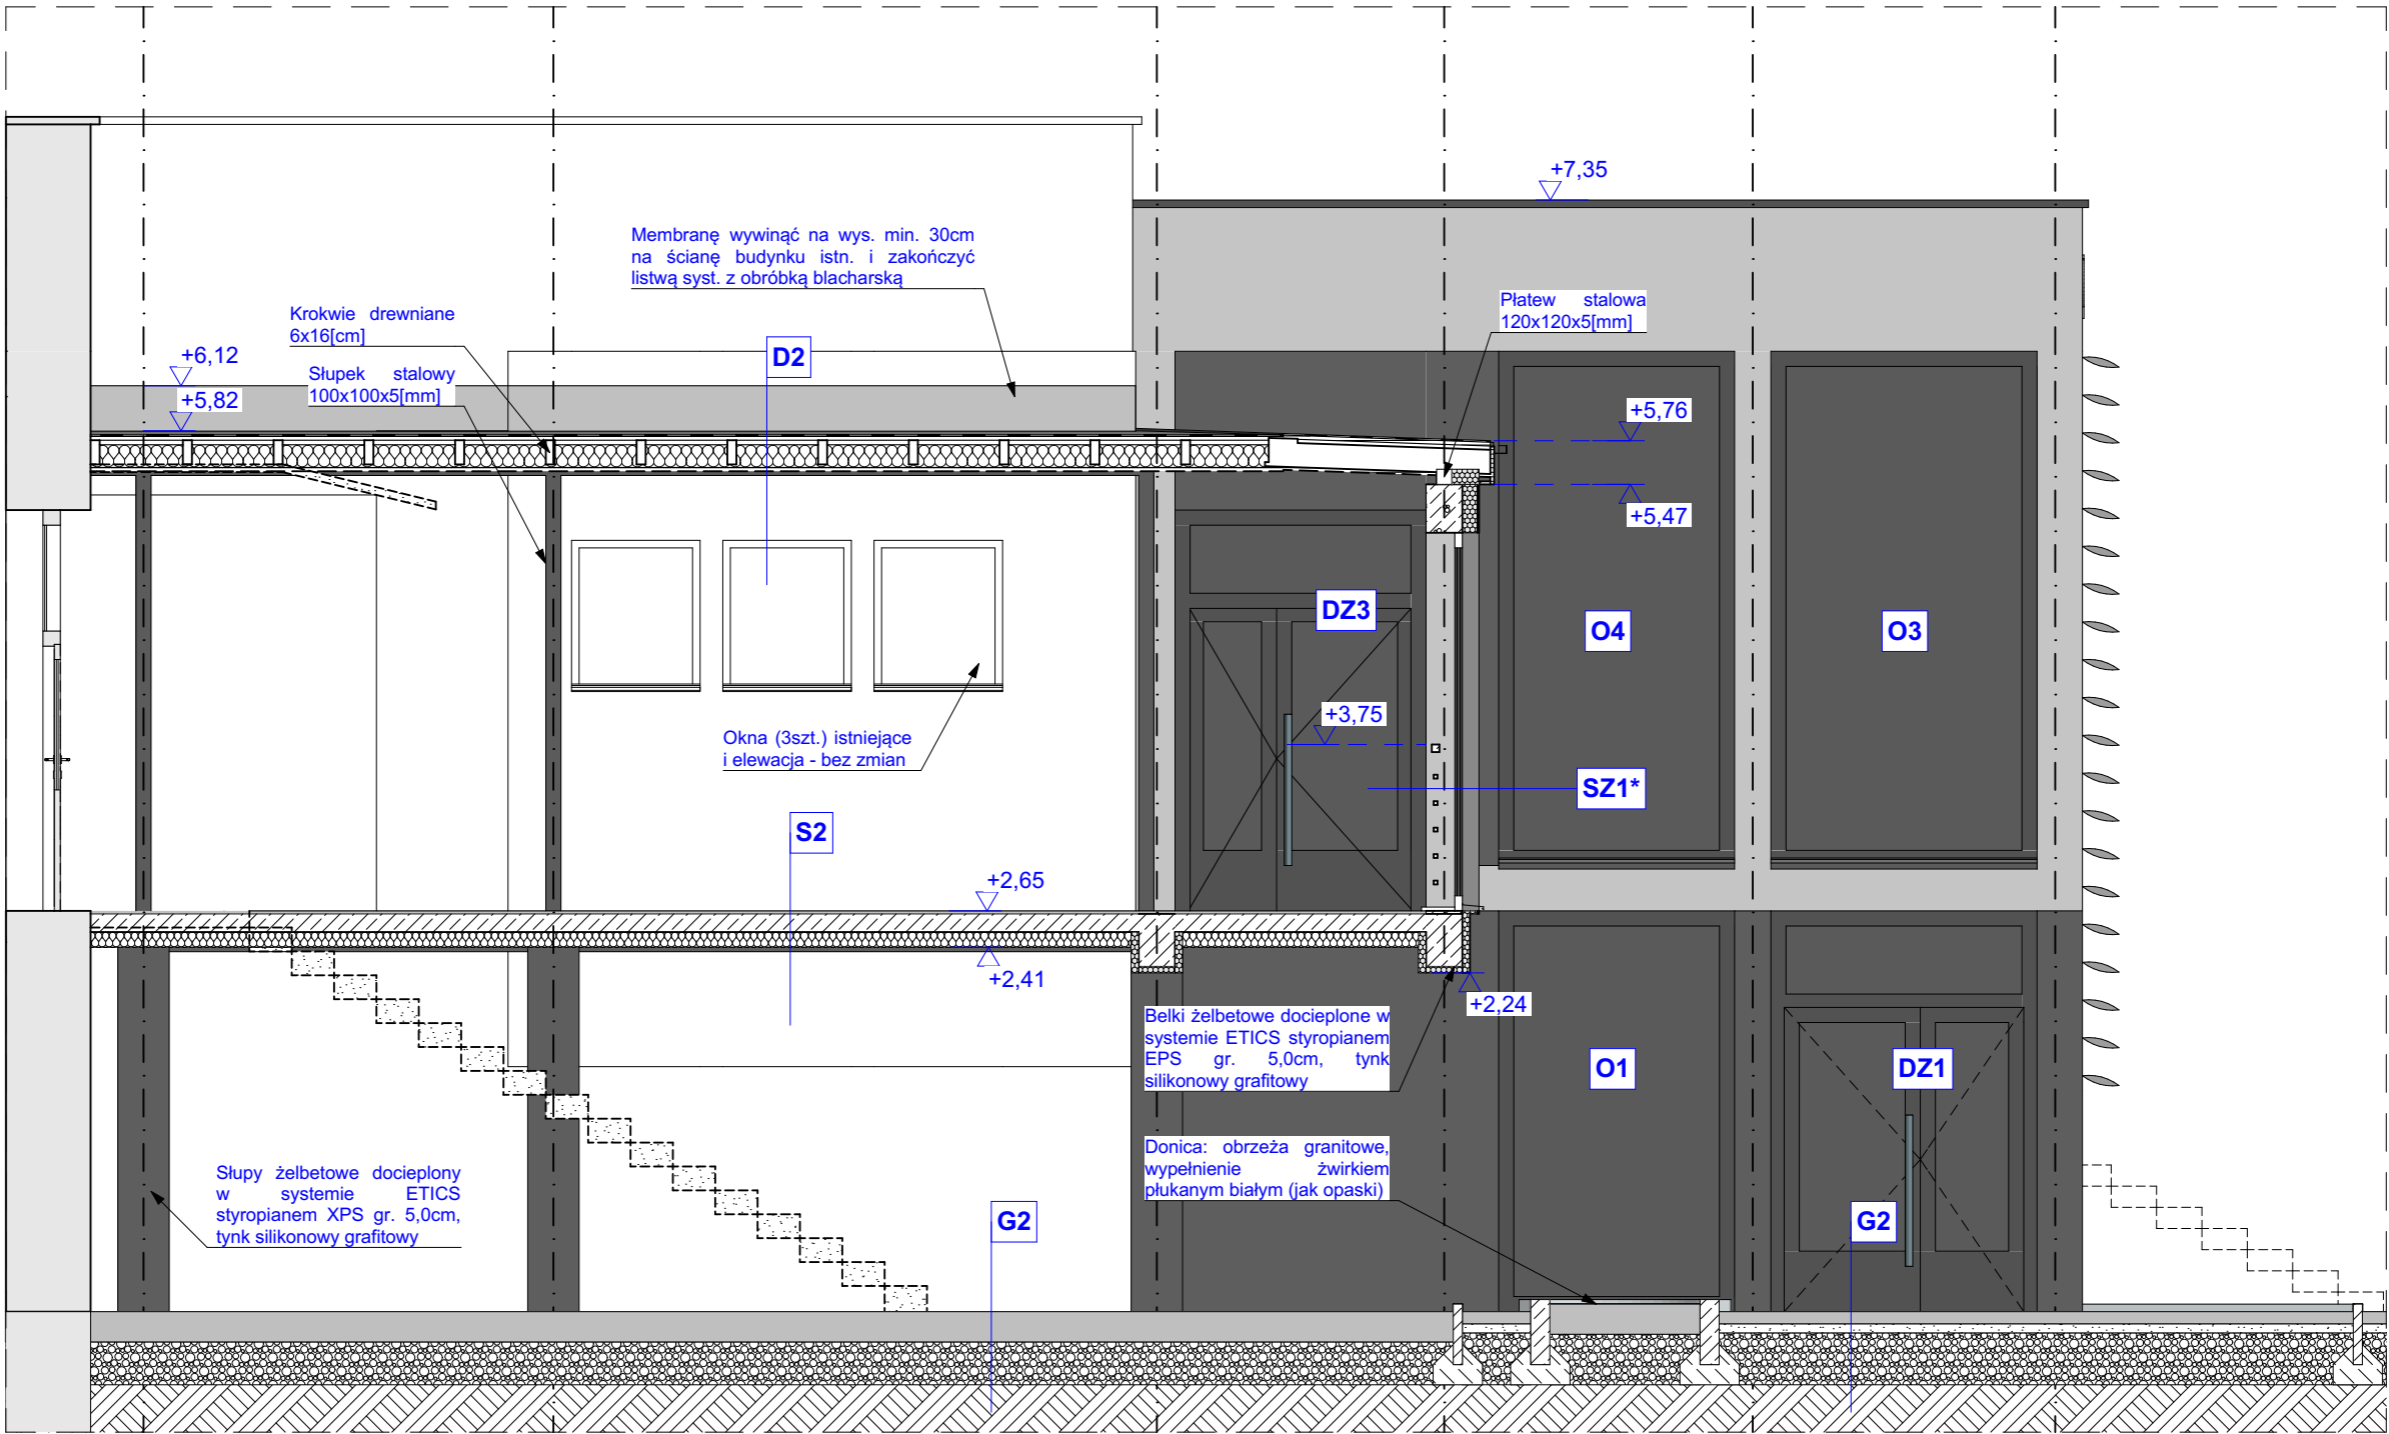 +7,35
Membranę wywinąć na wys. min. 30cm
na ścianę budynku istn. i zakończyć
listwą syst. z obróbką blacharską
Krokwie drewniane
6x16[cm]
Płatew stalowa
120x120x5[mm]
+6,12
D2
Słupek stalowy
100x100x5[mm]
+5,82
+5,76
+5,47
DZ3
O4
O3
+3,75
Okna (3szt.) istniejące
i elewacja - bez zmian
SZ1*
S2
+2,65
+2,41
+2,24
Belki żelbetowe docieplone w
systemie ETICS styropianem
EPS gr. 5,0cm, tynk
silikonowy grafitowy
O1
DZ1
Donica: obrzeża granitowe,
wypełnienie żwirkiem
płukanym białym (jak opaski)
Słupy żelbetowe docieplony
w systemie ETICS
styropianem XPS gr. 5,0cm,
tynk silikonowy grafitowy
G2
G2